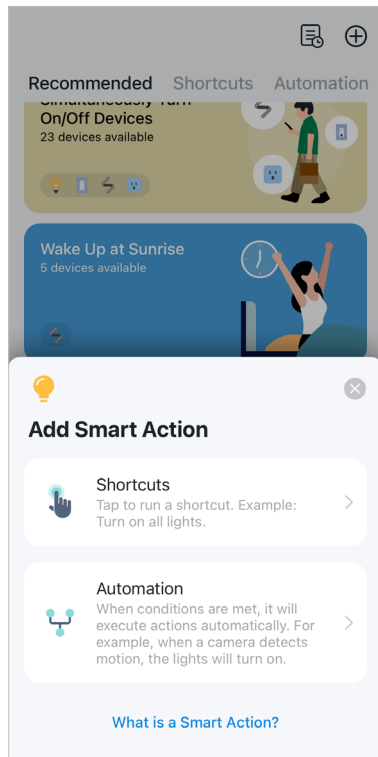 Recommended Shortcuts Automation
Simultaneously Turn
On/Off Devices
23 devices available
Wake Up at Sunrise
5 devices available
Add Smart Action
Shortcuts
Tap to run a shortcut. Example:
Turn on all lights.
Automation
When conditions are met, it will
execute actions automatically. For
example, when a camera detects
motion, the lights will turn on.
What is a Smart Action?